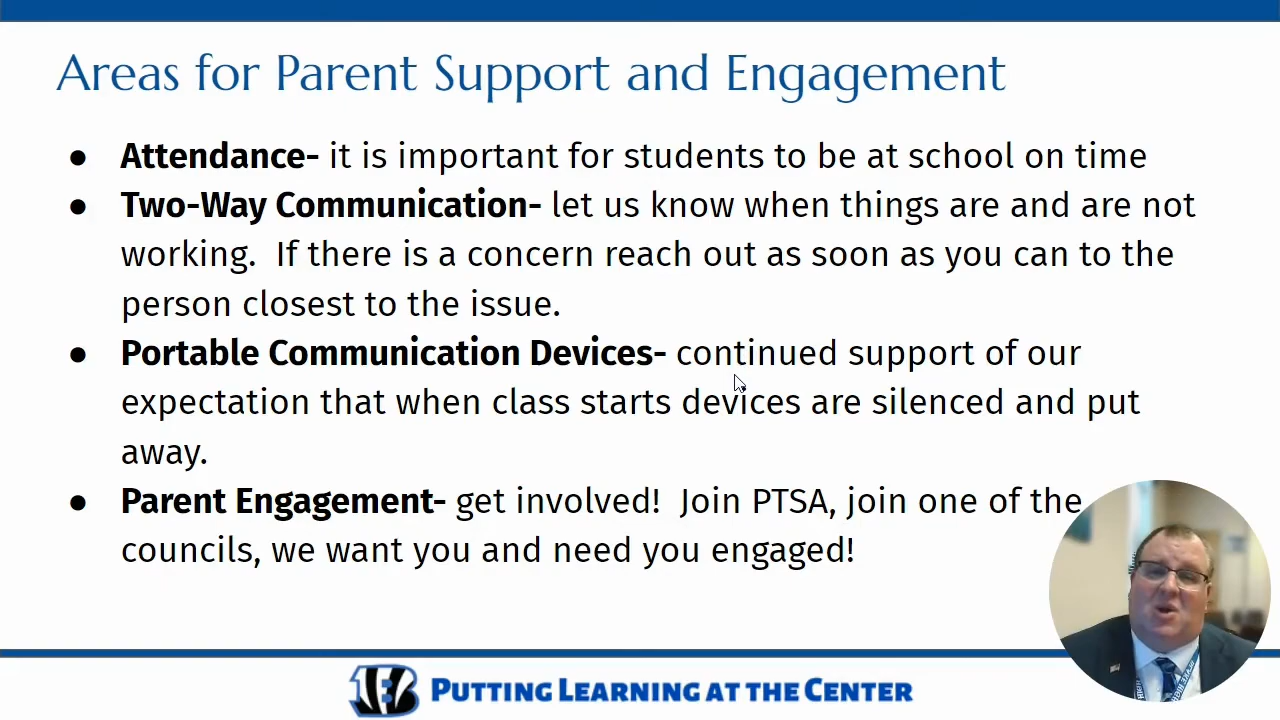 Areas for Parent Support and Engagement
● Attendance- it is important for students to be at school on time
● Two-Way Communication- let us know when things are and are not
working.  If there is a concern reach out as soon as you can to the
person closest to the issue.
● Portable Communication Devices- continued support of our
expectation that when class starts devices are silenced and put
away.
● Parent Engagement- get involved!  Join PTSA, join one of the
councils, we want you and need you engaged!
PUTTING LEARNING AT THE CENTER